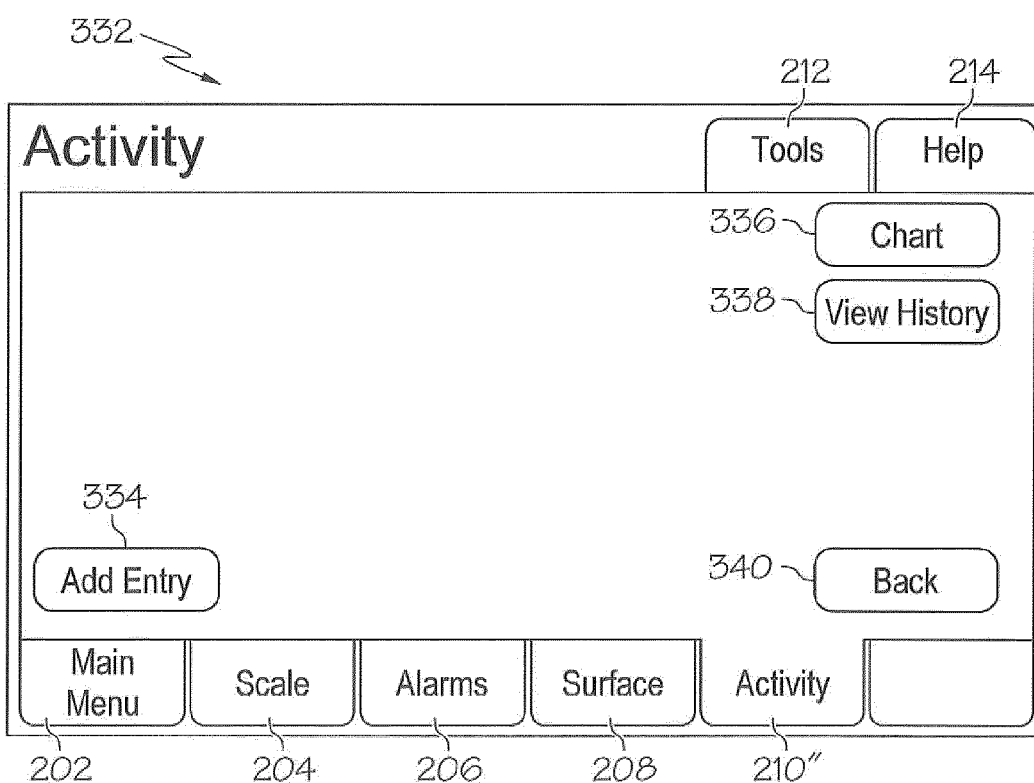 332
212
214
Activity
Tools
Help
336
Chart
338
View History
334
Add Entry
340
Back
Main
Menu
Scale
Alarms
Surface
Activity
202
204
206
208
210"